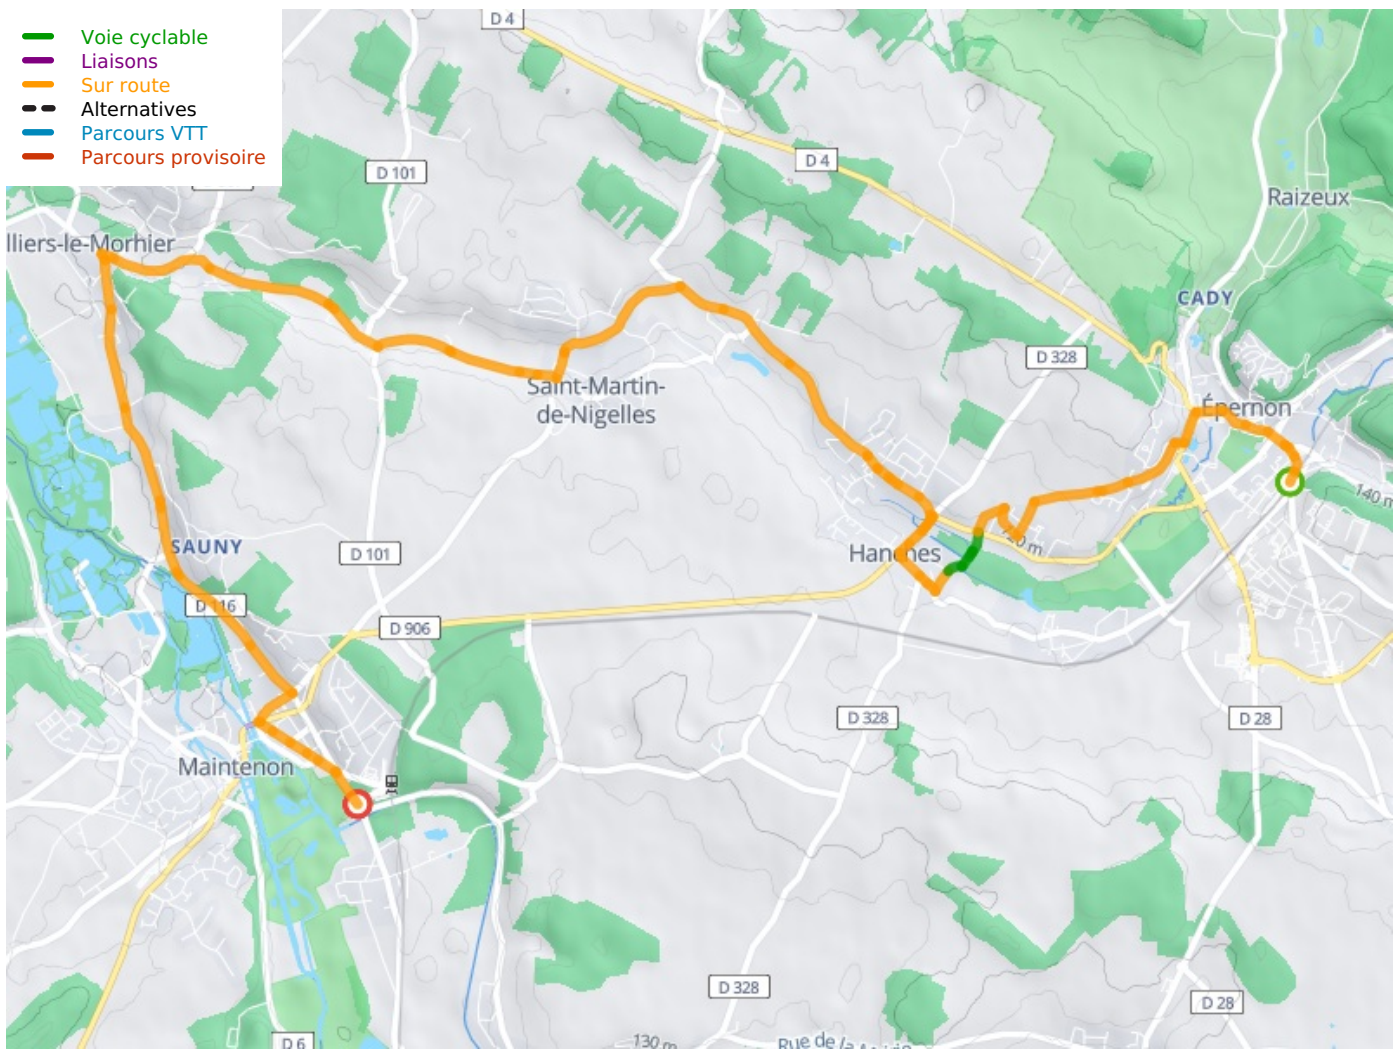 Voie cyclable
Liaisons
Sur route
Alternatives
Parcours VTT
Parcours provisoire
D 4
D 101
D 4
Raizeux
lliers-le-Morhier
CADY
D 328
Saint-Martin-
de-Nigelles
Épernon
140 m
SAUNY
D 101
Hanches
D 116
D 906
D 328
D 28
Maintenon
D 328
D 28
D 6
130 m
Rue de la